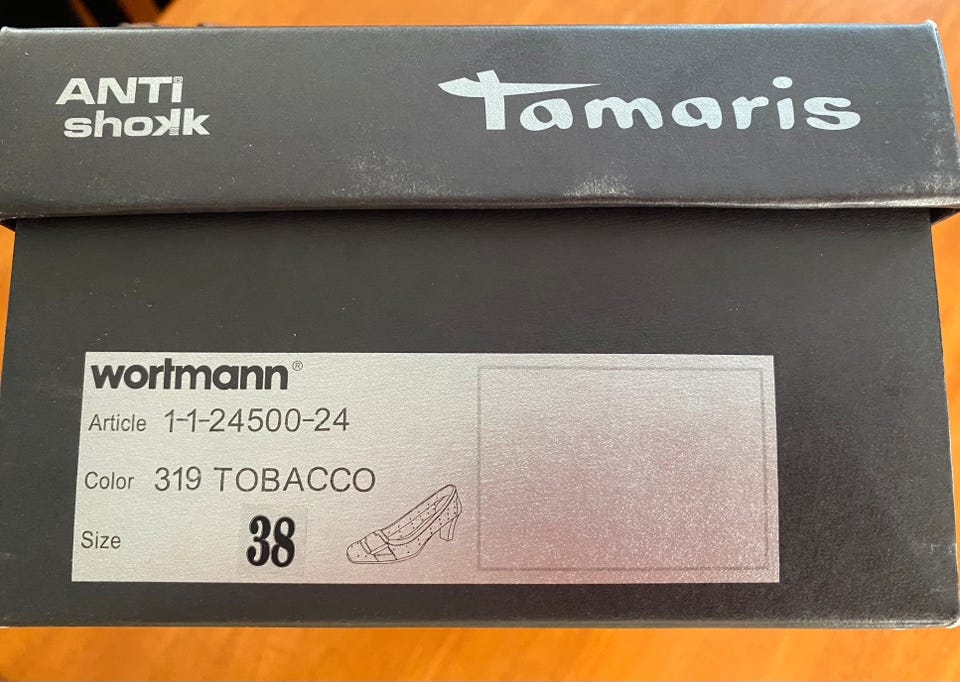 ANTi
shokk
Tamaris
wortmann®
Article 1-1-24500-24
Color 319 TOBACCO
Size 38